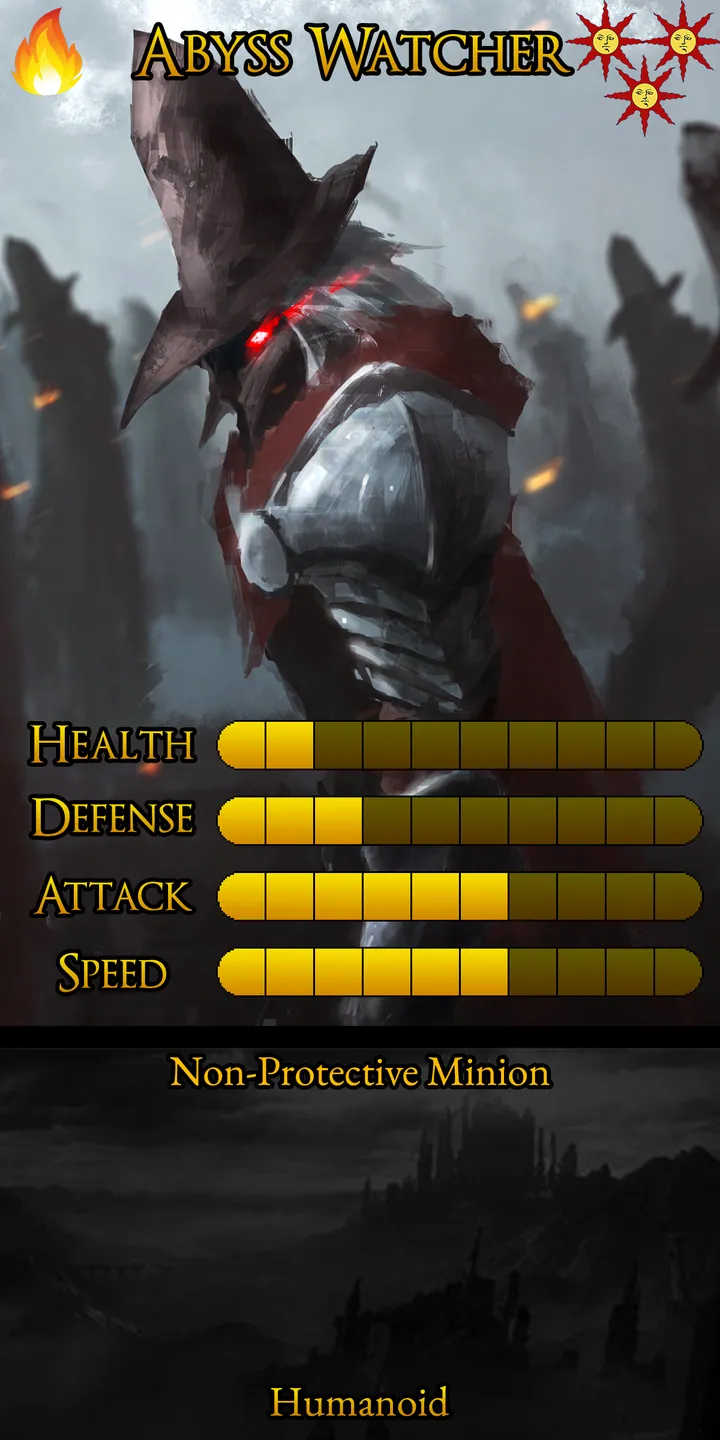 Abyss Watcher
Health
Defense
Attack
Speed
Non-Protective Minion
Humanoid